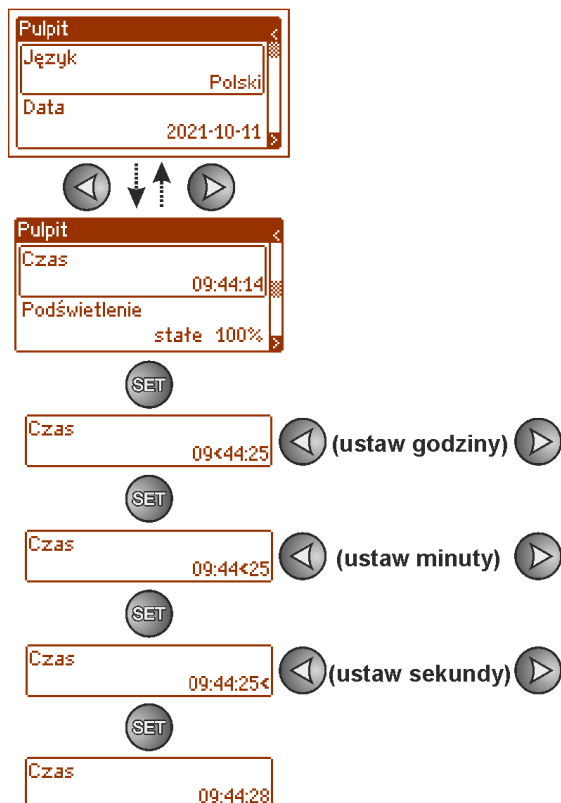 Pulpit <
Język
Polski
Data
2021-10-11 >
Pulpit <
Czas
09:44:14
Podświetlenie
stałe 100% >
SET
Czas
09<44:25 (ustaw godziny)
SET
Czas
09:44<25 (ustaw minuty)
SET
Czas
09:44:25< (ustaw sekundy)
SET
Czas
09:44:28